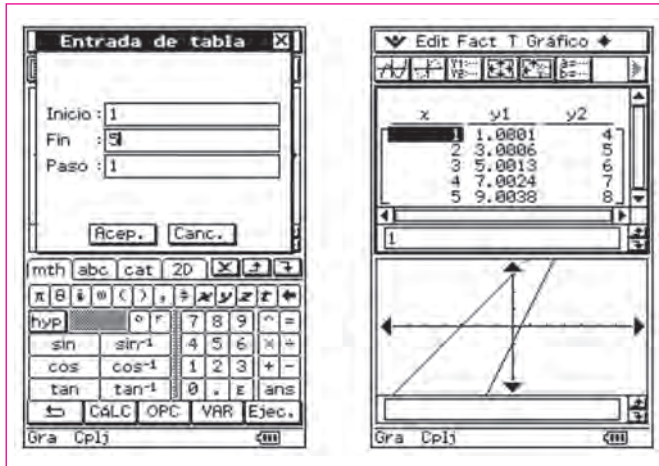 Entrada de tabla
Inicio : 1
Fin : 5
Paso : 1
Acep. Canc.
mth abc cat 2D
π θ i ∞ ( ) , ÷ x y z t
hyp ° r 7 8 9 ^ =
sin sin-1 4 5 6 × ÷
cos cos-1 1 2 3 + -
tan tan-1 0 . E ans
CALC OPC VAR Ejec.
Gra Cplj
Edit Fact T Gráfico
Y1:… Y2:… a=… b=…
x y1 y2
1 1.0001 4
2 3.0006 5
3 5.0013 6
4 7.0024 7
5 9.0038 8
1
Gra Cplj